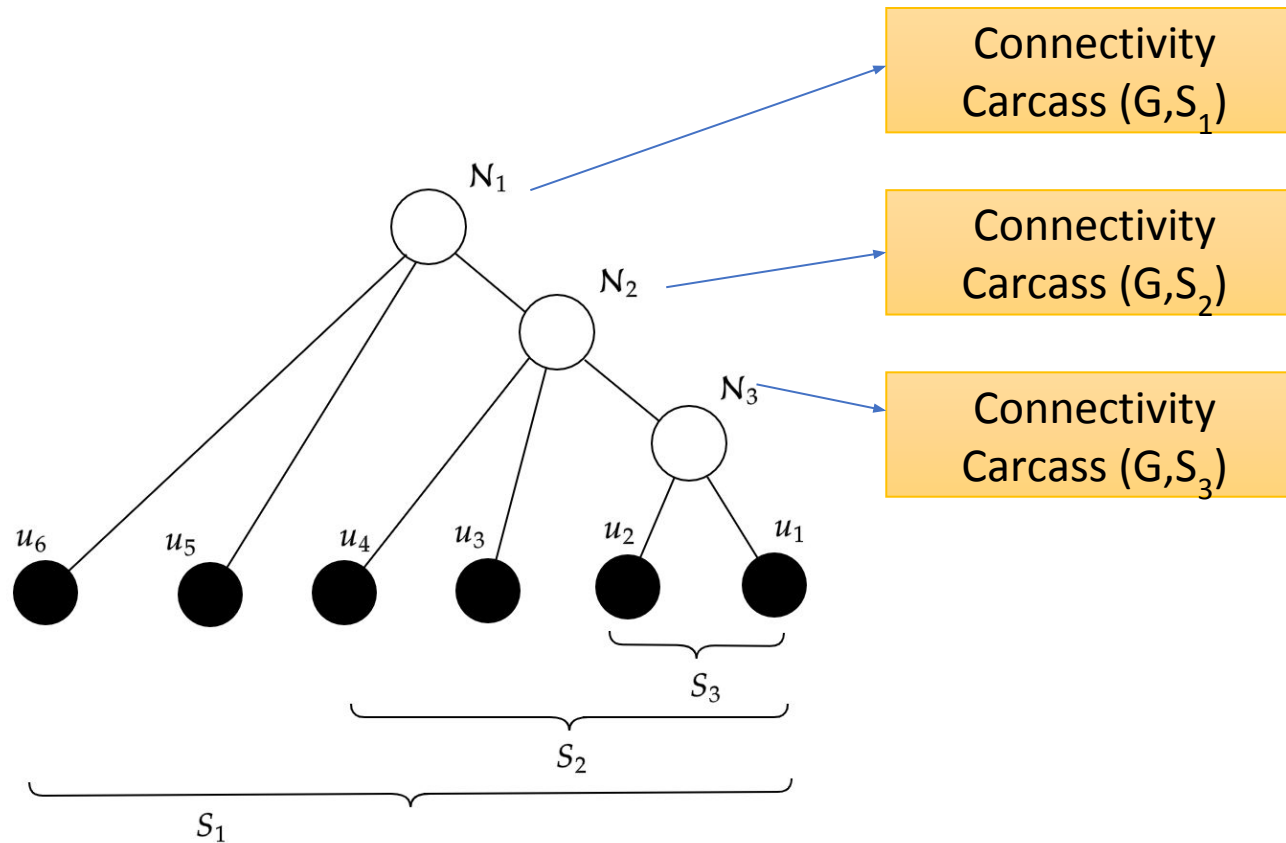 Connectivity
Carcass (G,S₁)
N₁
Connectivity
Carcass (G,S₂)
N₂
N₃
Connectivity
Carcass (G,S₃)
u₆
u₅
u₄
u₃
u₂
u₁
S₃
S₂
S₁